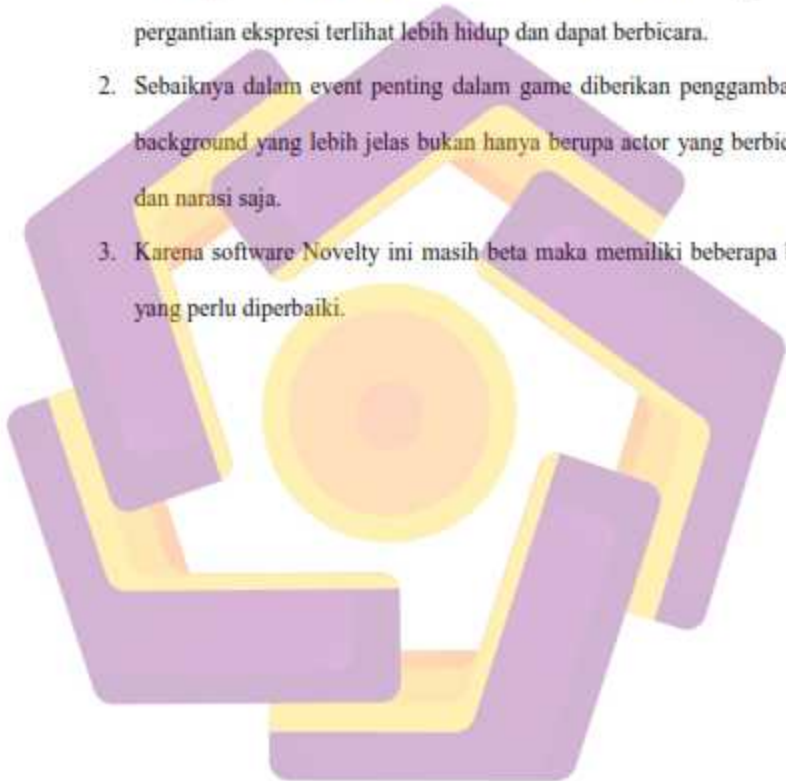 pergantian ekspresi terlihat lebih hidup dan dapat berbicara.
2. Sebaiknya dalam event penting dalam game diberikan
background yang lebih jelas bukan hanya berupa actor yang
dan narasi saja.
3. Karena software Novelty ini masih beta maka memiliki beberapa
yang perlu diperbaiki.